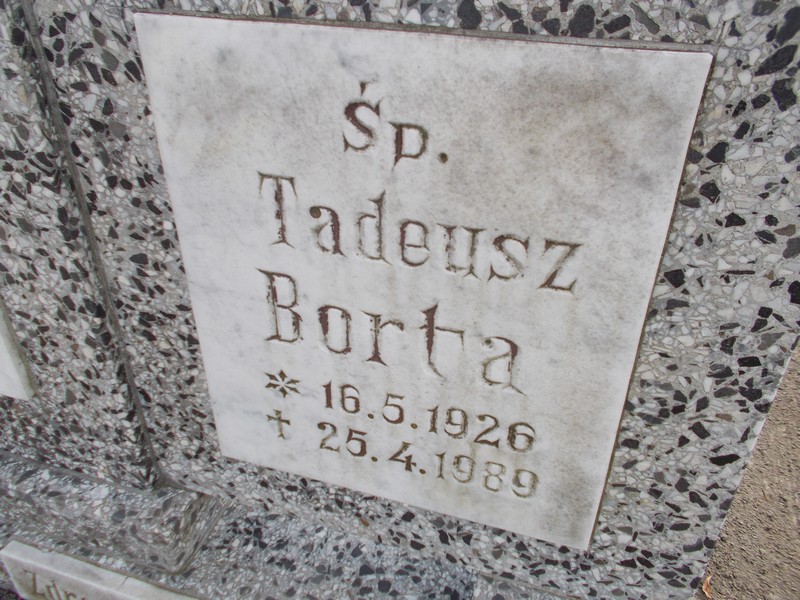 Śp.
Tadeusz
Borta
* 16.5.1926
† 25.4.1989